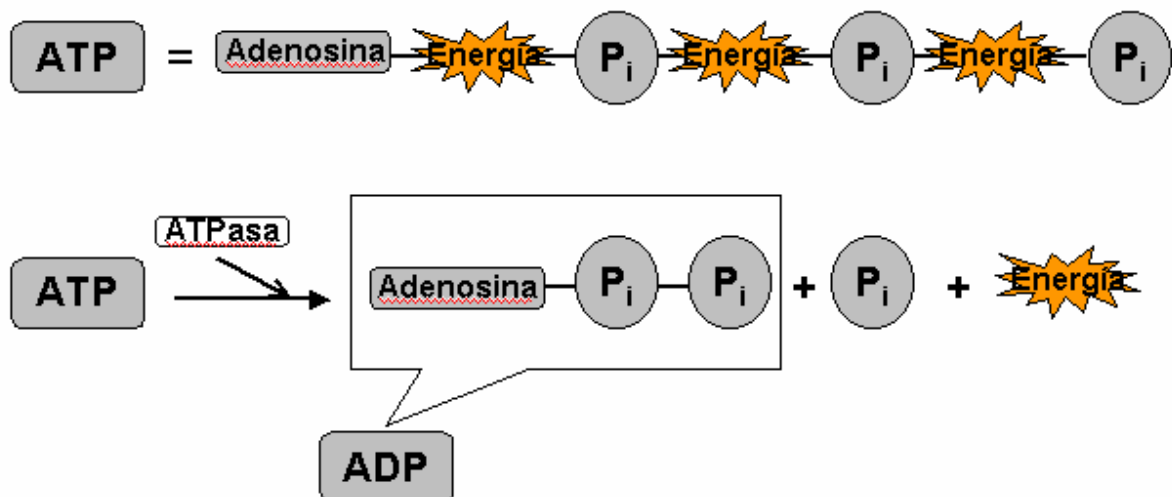 ATP = Adenosina Energía Pi Energía Pi Energía Pi
ATPasa
ATP Adenosina Pi Pi + Pi + Energía
ADP